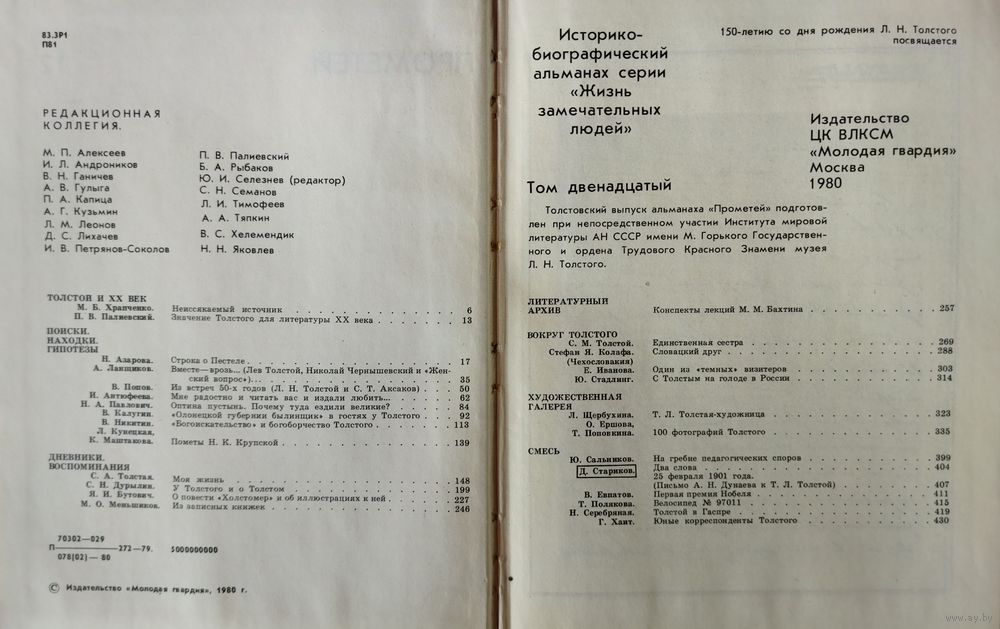 83.3Р1
П81
РЕДАКЦИОННАЯ
КОЛЛЕГИЯ.
М. П. Алексеев
И. Л. Андроников
В. Н. Ганичев
А. В. Гулыга
П. А. Капица
А. Г. Кузьмин
Л. М. Леонов
Д. С. Лихачев
И. В. Петрянов-Соколов
П. В. Палиевский
Б. А. Рыбаков
Ю. И. Селезнев (редактор)
С. Н. Семанов
Л. И. Тимофеев
А. А. Тяпкин
В. С. Хелемендик
Н. Н. Яковлев
ТОЛСТОЙ И XX ВЕК
М. Б. Храпченко. Неиссякаемый источник . . . . . . . . . . . 6
П. В. Палиевский. Значение Толстого для литературы XX века . . . . . . 13
ПОИСКИ.
НАХОДКИ.
ГИПОТЕЗЫ
Н. Азарова. Строка о Пестеле . . . . . . . . . . . . . 17
А. Ланщиков. Вместе—врозь... (Лев Толстой, Николай Чернышевский и «Жен-
ский вопрос»)... . . . . . . . . . . . . 35
В. Попов. Из встреч 50-х годов (Л. Н. Толстой и С. Т. Аксаков) . . 50
И. Антюфеева. Мне радостно и читать вас и издали любить... . . . . 62
Н. А. Павлович. Оптина пустынь. Почему туда ездили великие? . . . . 84
В. Калугин. «Олонецкой губернии былинщик» в гостях у Толстого . . . 92
В. Никитин. «Богоискательство» и богоборчество Толстого . . . . . 113
Л. Кунецкая,
К. Маштакова. Пометы Н. К. Крупской . . . . . . . . . . . 139
ДНЕВНИКИ.
ВОСПОМИНАНИЯ
С. А. Толстая. Моя жизнь . . . . . . . . . . . . . . 148
С. Н. Дурылин. У Толстого и о Толстом . . . . . . . . . . 199
Я. И. Бутович. О повести «Холстомер» и об иллюстрациях к ней . . . . 227
М. О. Меньшиков. Из записных книжек . . . . . . . . . . . 246
70302—029
П————272—79. 5000000000
078(02)—80
© Издательство «Молодая гвардия», 1980 г.
Историко-
биографический
альманах серии
«Жизнь
замечательных
людей»
150-летию со дня рождения Л. Н. Толстого
посвящается
Издательство
ЦК ВЛКСМ
«Молодая гвардия»
Москва
1980
Том двенадцатый
Толстовский выпуск альманаха «Прометей» подготов-
лен при непосредственном участии Института мировой
литературы АН СССР имени М. Горького Государствен-
ного и ордена Трудового Красного Знамени музея
Л. Н. Толстого.
ЛИТЕРАТУРНЫЙ
АРХИВ Конспекты лекций М. М. Бахтина . . . . . . . . 257
ВОКРУГ ТОЛСТОГО
С. М. Толстой. Единственная сестра . . . . . . . . . . . 269
Стефан Я. Колафа. Словацкий друг . . . . . . . . . . . . 288
(Чехословакия)
Е. Иванова. Один из «темных» визитеров . . . . . . . . . 303
Ю. Стадлинг. С Толстым на голоде в России . . . . . . . . . 314
ХУДОЖЕСТВЕННАЯ
ГАЛЕРЕЯ
Л. Щербухина. Т. Л. Толстая-художница . . . . . . . . . . 323
О. Ершова,
Т. Поповкина. 100 фотографий Толстого . . . . . . . . . . 335
СМЕСЬ
Ю. Сальников. На гребне педагогических споров . . . . . . . . 399
Д. Стариков. Два слова . . . . . . . . . . . . . . 404
25 февраля 1901 года.
(Письмо А. Н. Дунаева к Т. Л. Толстой) . . . . . . . 407
В. Евпатов. Первая премия Нобеля . . . . . . . . . . . 411
Т. Полякова. Велосипед № 97011 . . . . . . . . . . . . 415
Н. Серебряная. Толстой в Гаспре . . . . . . . . . . . . 419
Г. Хант. Юные корреспонденты Толстого . . . . . . . . . 430
www.ay.by